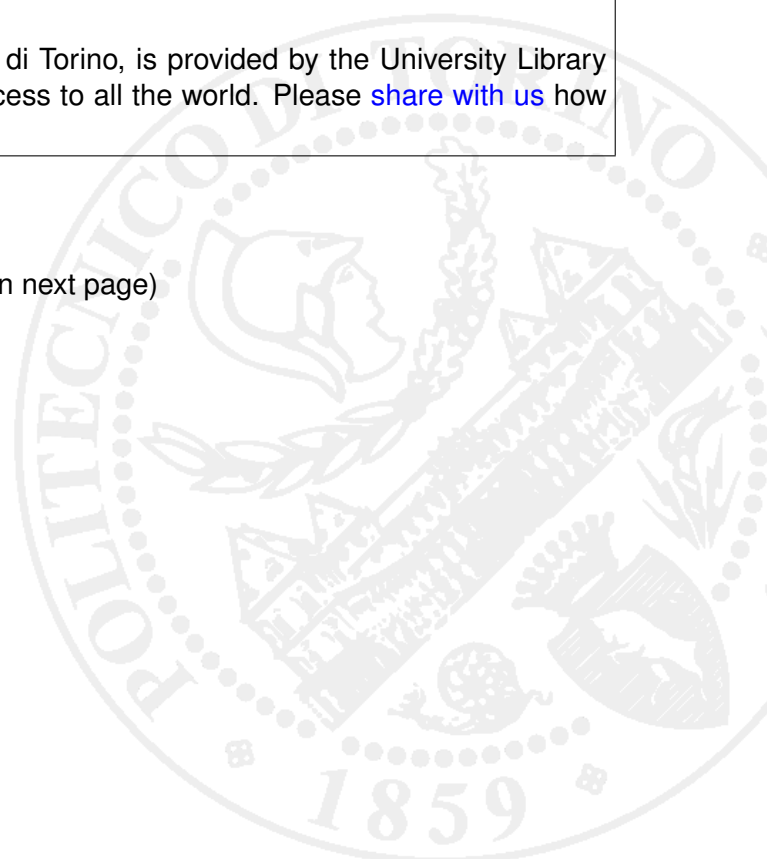 di Torino, is provided by the University Library
cess to all the world. Please share with us how
n next page)
POLITECNICO DI TORINO
1859